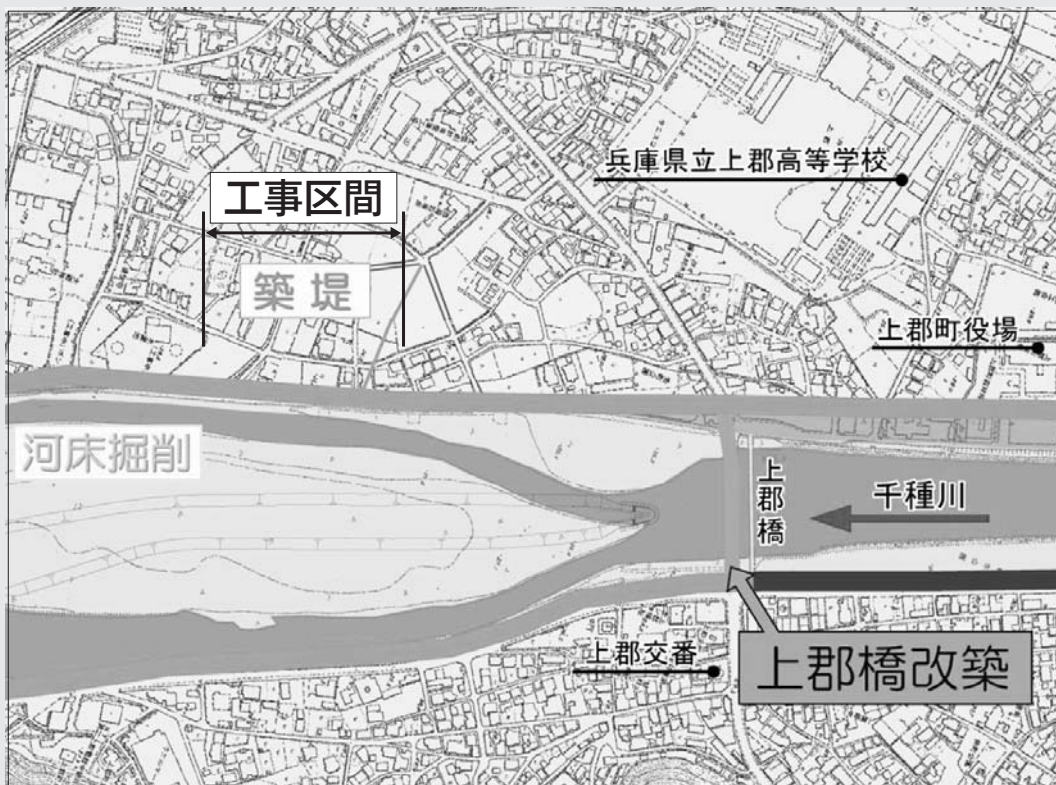 兵庫県立上郡高等学校
工事区間
築堤
上郡町役場
河床掘削
上郡橋
千種川
上郡交番
上郡橋改築